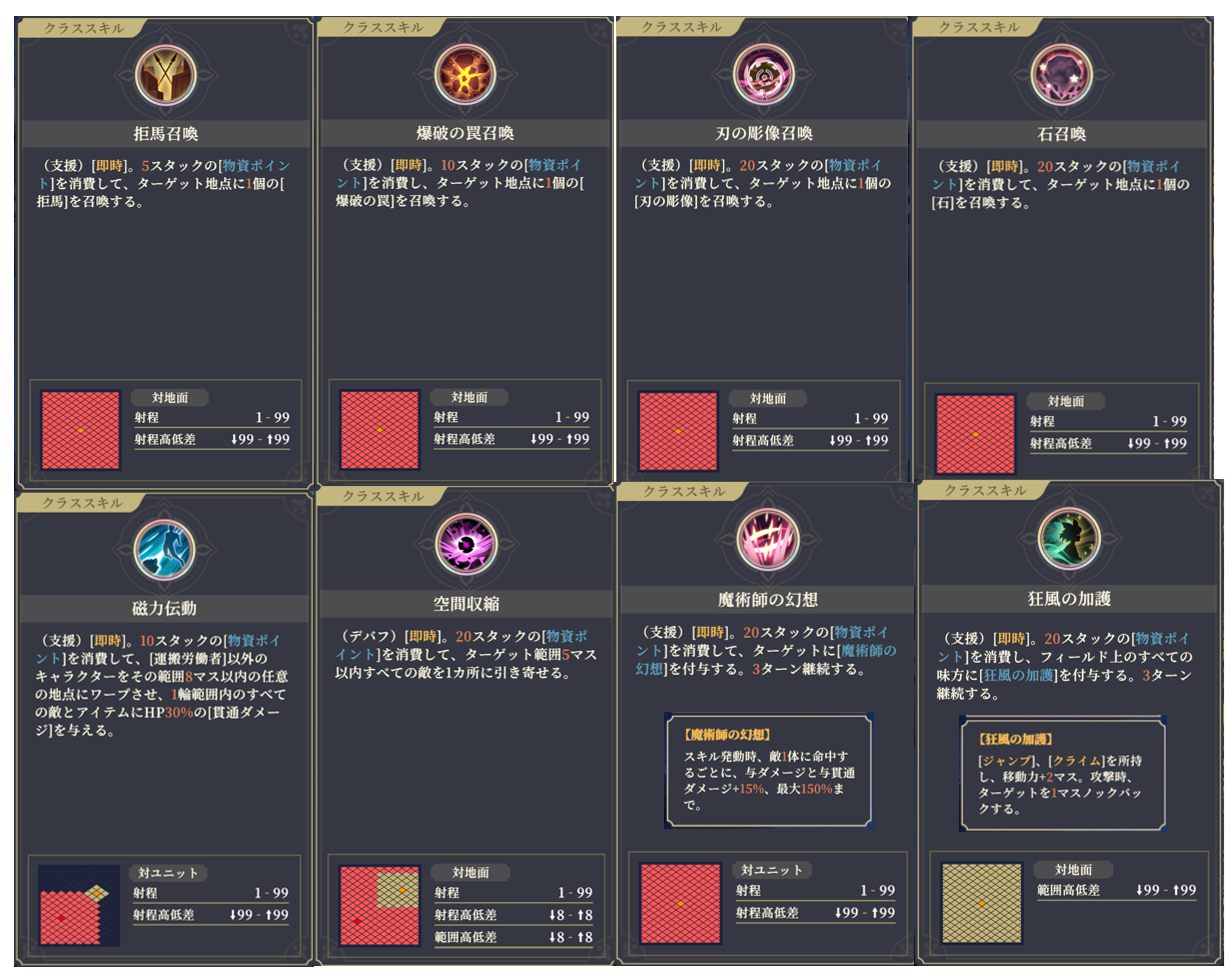 クラススキル
拒馬召喚
（支援）[即時]。5スタックの[物資ポイン
ト]を消費して、ターゲット地点に1個の[
拒馬]を召喚する。
対地面
射程 1 - 99
射程高低差 ⬇99 - ⬆99
クラススキル
爆破の罠召喚
（支援）[即時]。10スタックの[物資ポイ
ント]を消費し、ターゲット地点に1個の[
爆破の罠]を召喚する。
対地面
射程 1 - 99
射程高低差 ⬇99 - ⬆99
クラススキル
刃の彫像召喚
（支援）[即時]。20スタックの[物資ポイ
ント]を消費して、ターゲット地点に1個の
[刃の彫像]を召喚する。
対地面
射程 1 - 99
射程高低差 ⬇99 - ⬆99
クラススキル
石召喚
（支援）[即時]。20スタックの[物資ポイ
ント]を消費して、ターゲット地点に1個の
[石]を召喚する。
対地面
射程 1 - 99
射程高低差 ⬇99 - ⬆99
クラススキル
磁力伝動
（支援）[即時]。10スタックの[物資ポイ
ント]を消費して、[運搬労働者]以外の
キャラクターをその範囲8マス以内の任意
の地点にワープさせ、1輪範囲内のすべて
の敵とアイテムにHP30%の[貫通ダメー
ジ]を与える。
対ユニット
射程 1 - 99
射程高低差 ⬇99 - ⬆99
クラススキル
空間収縮
（デバフ）[即時]。20スタックの[物資ポ
イント]を消費して、ターゲット範囲5マス
以内すべての敵を1カ所に引き寄せる。
対地面
射程 1 - 99
射程高低差 ⬇8 - ⬆8
範囲高低差 ⬇8 - ⬆8
クラススキル
魔術師の幻想
（支援）[即時]。20スタックの[物資ポイ
ント]を消費して、ターゲットに[魔術師の
幻想]を付与する。3ターン継続する。
【魔術師の幻想】
スキル発動時、敵1体に命中す
るごとに、与ダメージと与貫通
ダメージ+15%、最大150%ま
で。
対ユニット
射程 1 - 99
射程高低差 ⬇99 - ⬆99
クラススキル
狂風の加護
（支援）[即時]。20スタックの[物資ポイ
ント]を消費し、フィールド上のすべての
味方に[狂風の加護]を付与する。3ターン
継続する。
【狂風の加護】
[ジャンプ]、[クライム]を所持
し、移動力+2マス。攻撃時、
ターゲットを1マスノックバッ
クする。
対地面
範囲高低差 ⬇99 - ⬆99